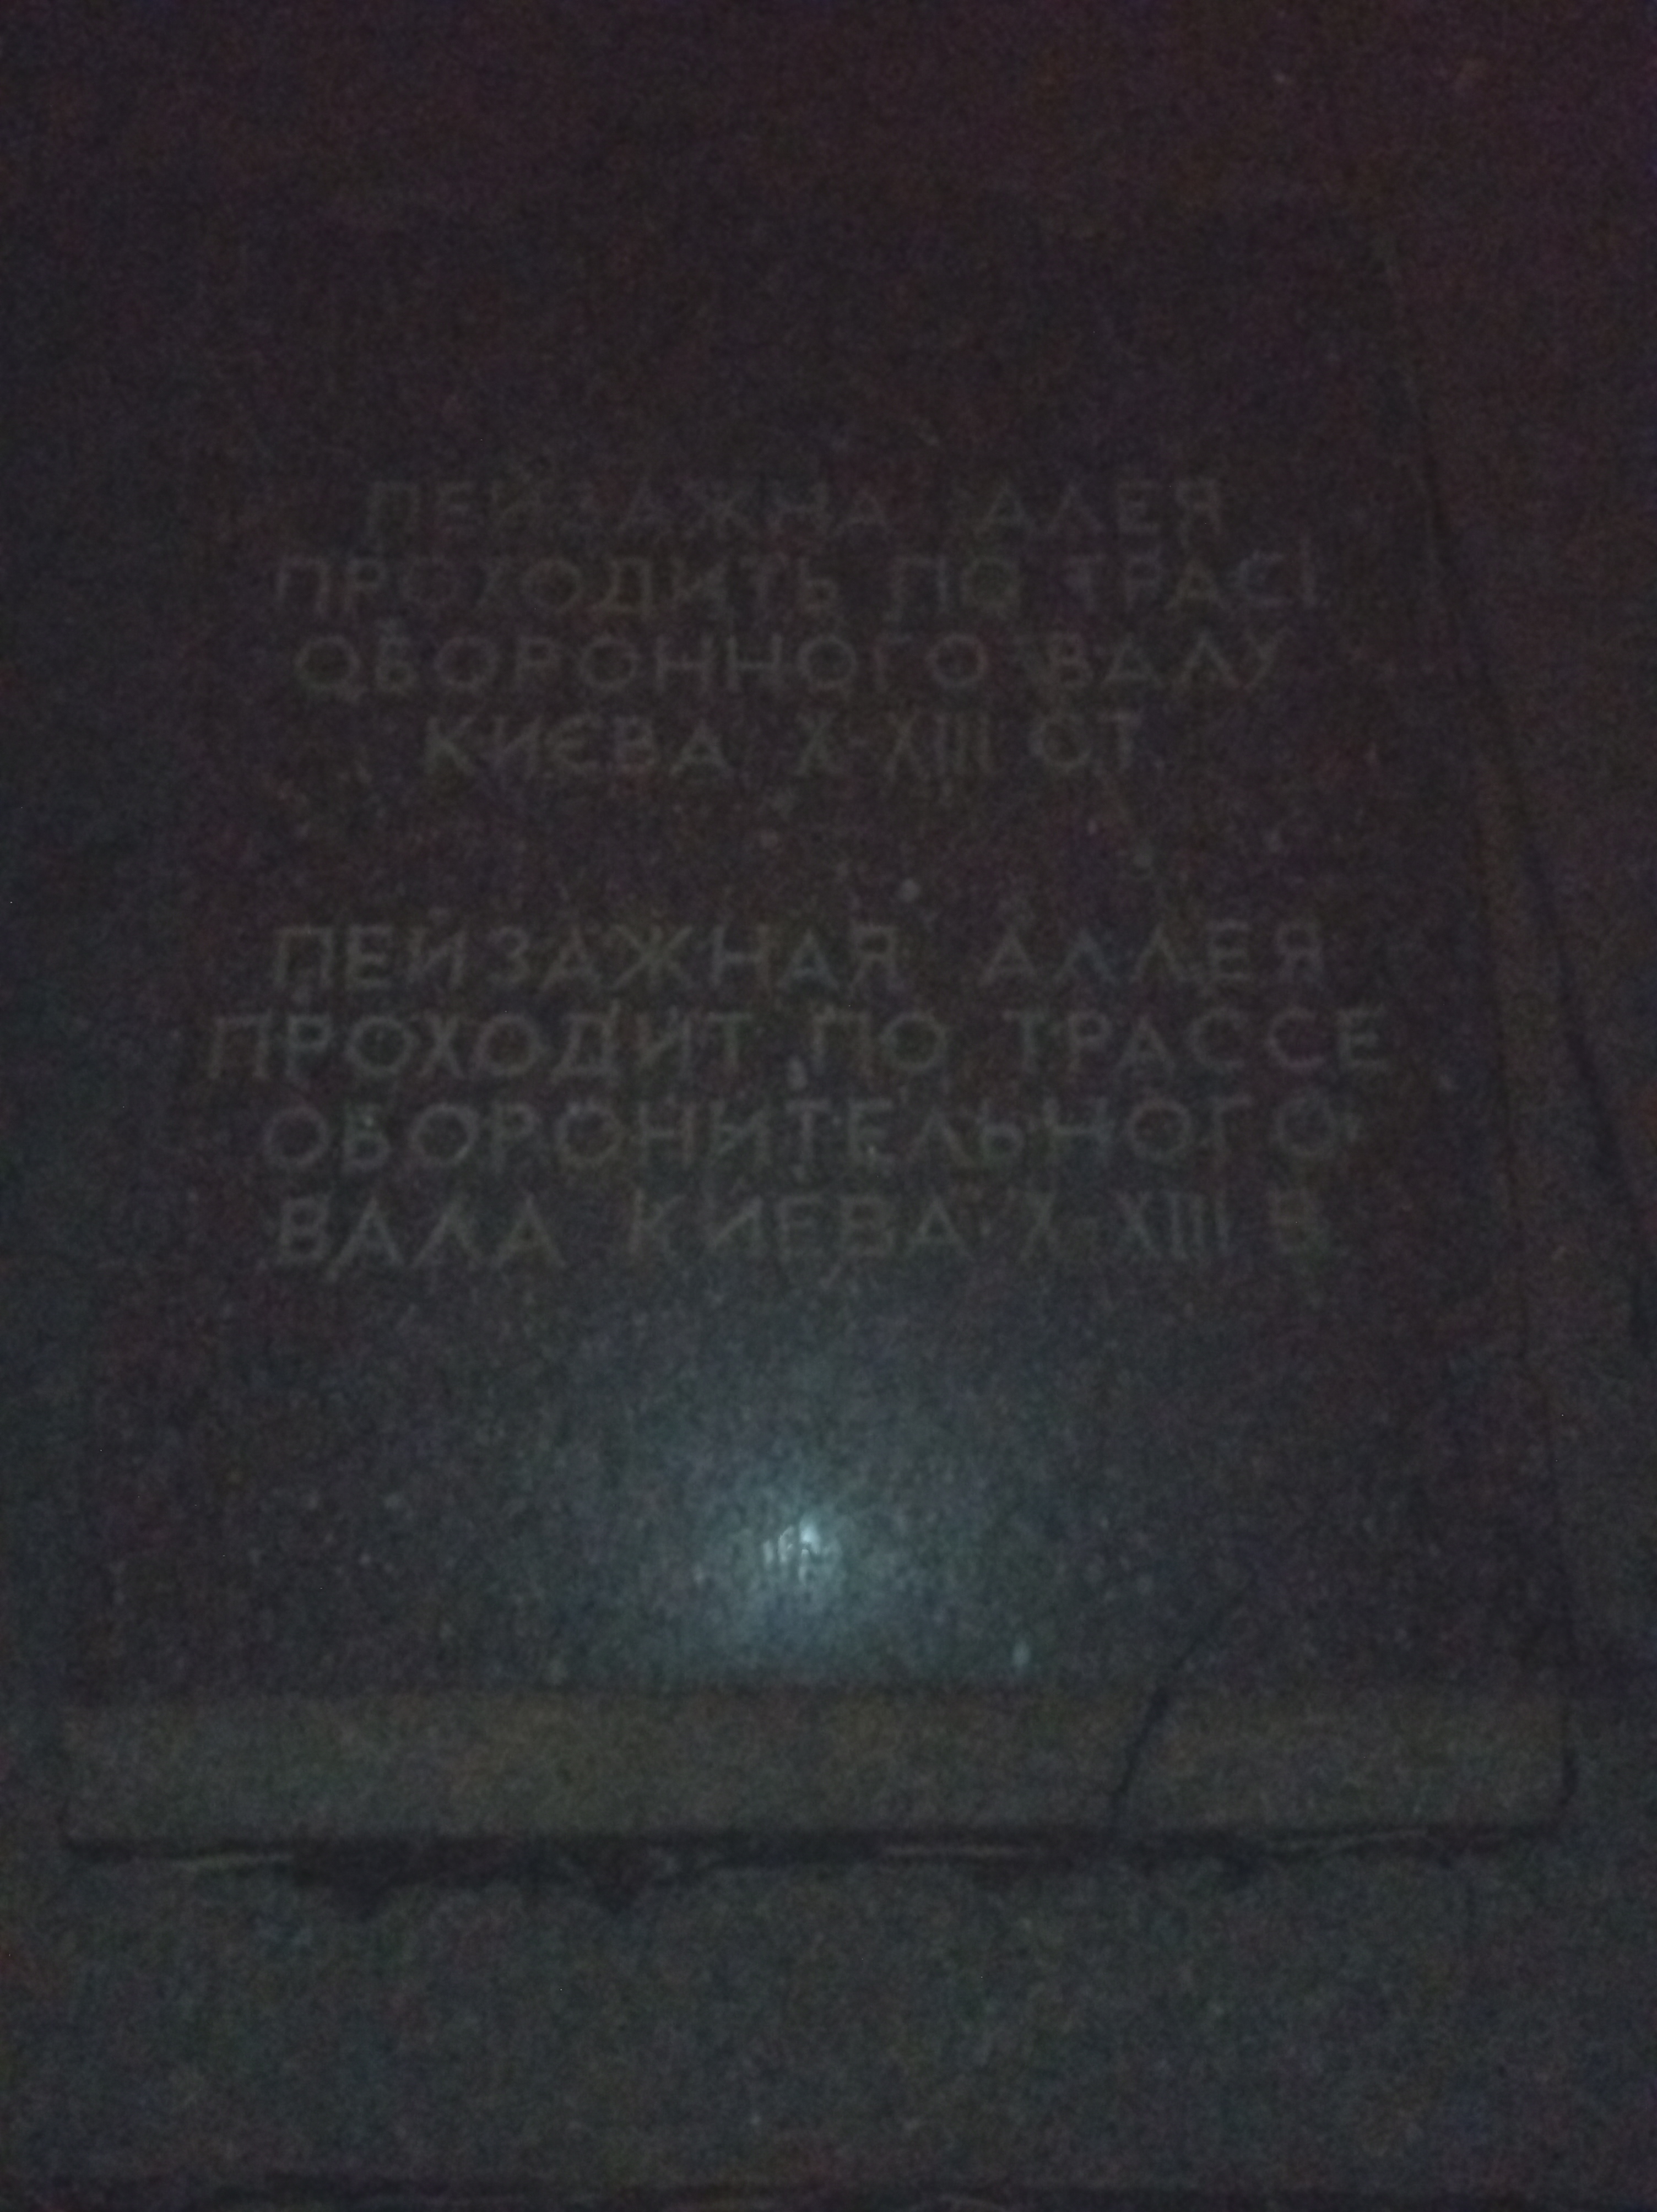 ПЕЙЗАЖНА АЛЕЯ
ПРОХОДИТЬ ПО ТРАСІ
ОБОРОННОГО ВАЛУ
КИЄВА X-XIII СТ.
ПЕЙЗАЖНАЯ АЛЛЕЯ
ПРОХОДИТ ПО ТРАССЕ
ОБОРОНИТЕЛЬНОГО
ВАЛА КИЕВА X-XIII В.